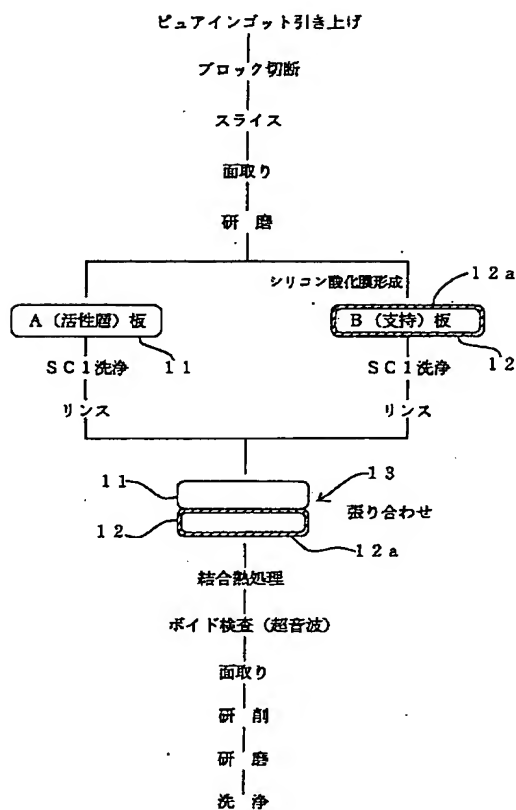 ピュアインゴット引き上げ
ブロック切断
スライス
面取り
研 磨
シリコン酸化膜形成
12a
A(活性層)板
B(支持)板
11
12
SC1洗浄
SC1洗浄
リンス
リンス
11
13
張り合わせ
12
12a
結合熱処理
ボイド検査(超音波)
面取り
研 削
研 磨
洗 浄